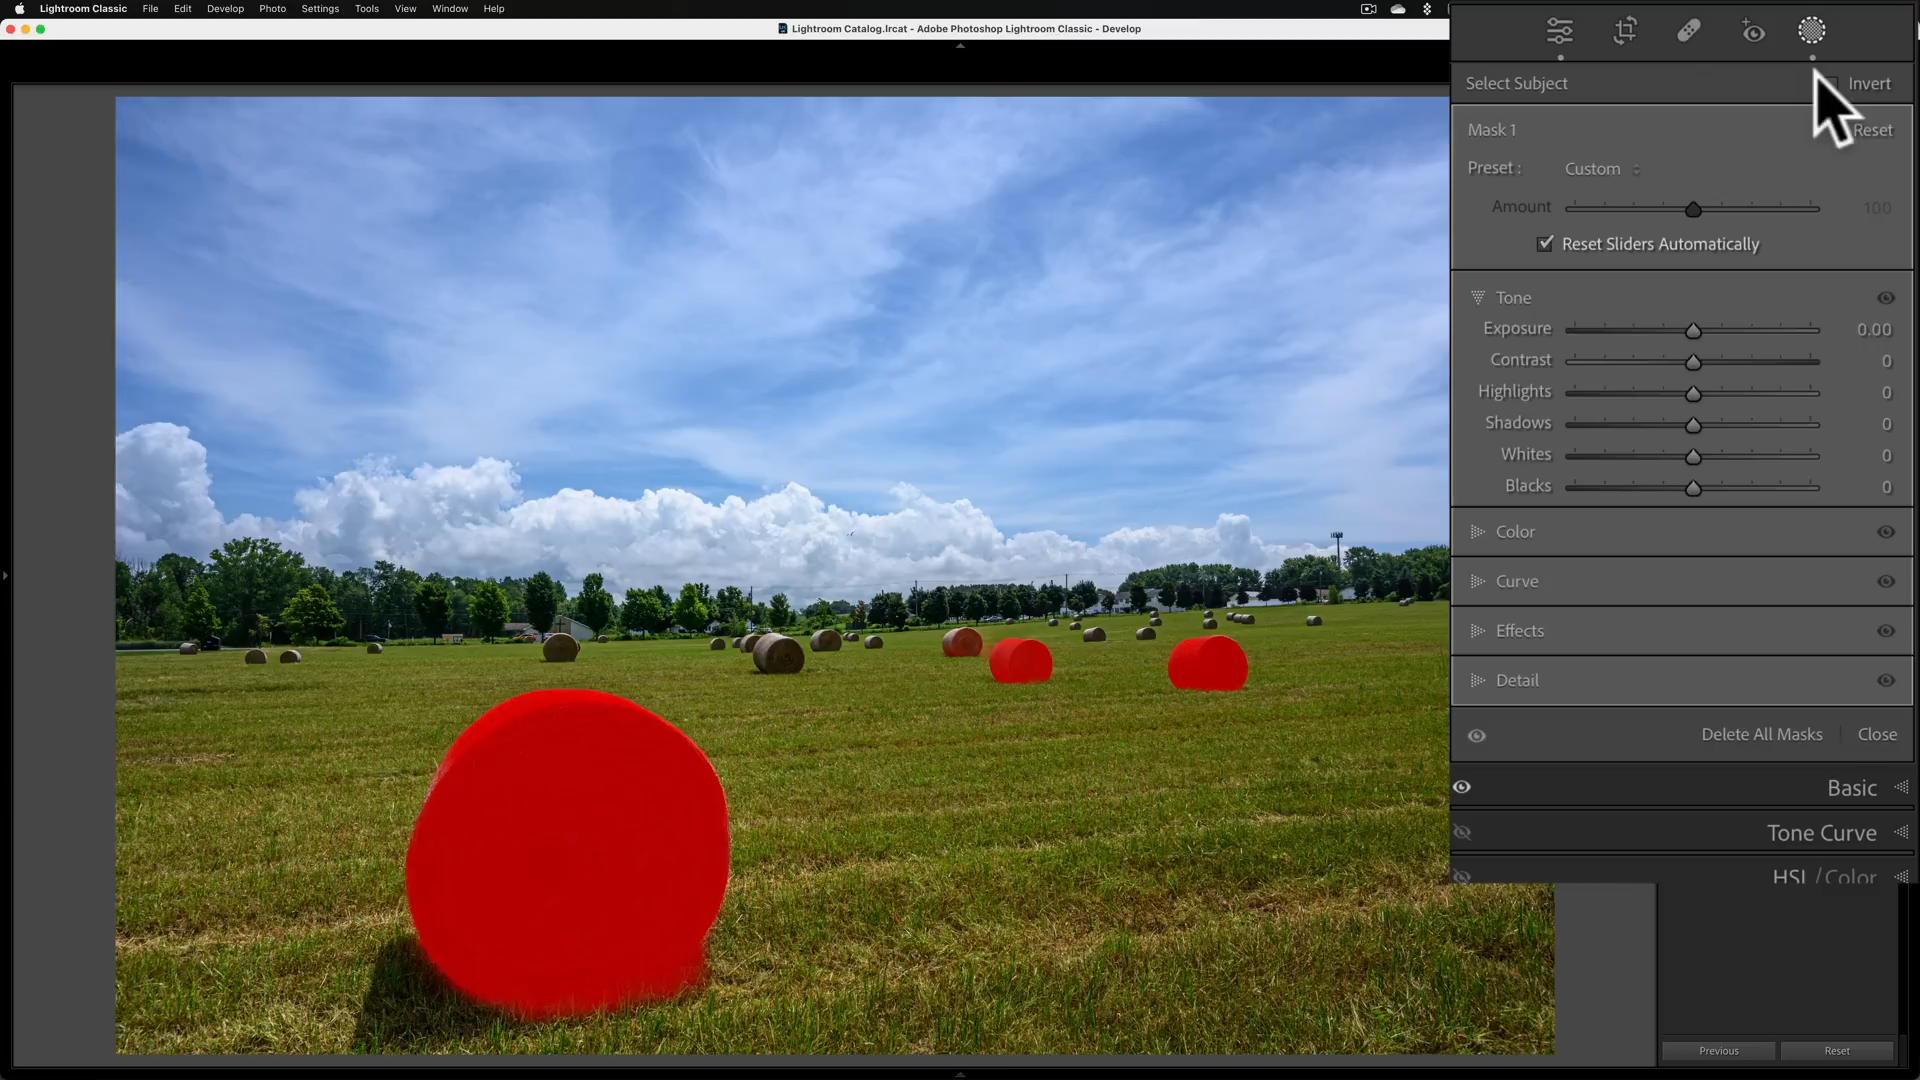 Lightroom Classic File Edit Develop Photo Settings Tools View Window Help
Lightroom Catalog.lrcat - Adobe Photoshop Lightroom Classic - Develop
Select Subject Invert
Mask 1 Reset
Preset : Custom
Amount 100
Reset Sliders Automatically
Tone
Exposure 0.00
Contrast 0
Highlights 0
Shadows 0
Whites 0
Blacks 0
Color
Curve
Effects
Detail
Delete All Masks Close
Basic
Tone Curve
HSL / Color
Previous Reset